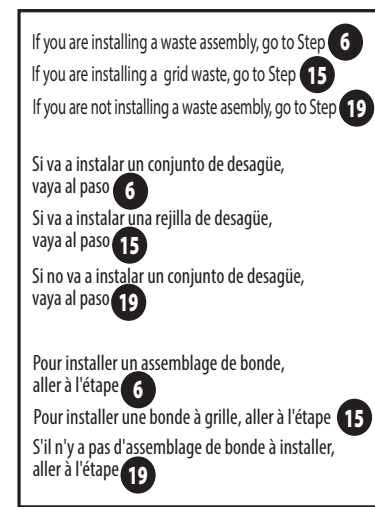 If you are installing a waste assembly, go to Step 6
If you are installing a grid waste, go to Step 15
If you are not installing a waste asembly, go to Step 19
Si va a instalar un conjunto de desagüe,
vaya al paso 6
Si va a instalar una rejilla de desagüe,
vaya al paso 15
Si no va a instalar un conjunto de desagüe,
vaya al paso 19
Pour installer un assemblage de bonde,
aller à l'étape 6
Pour installer une bonde à grille, aller à l'étape 15
S'il n'y a pas d'assemblage de bonde à installer,
aller à l'étape 19